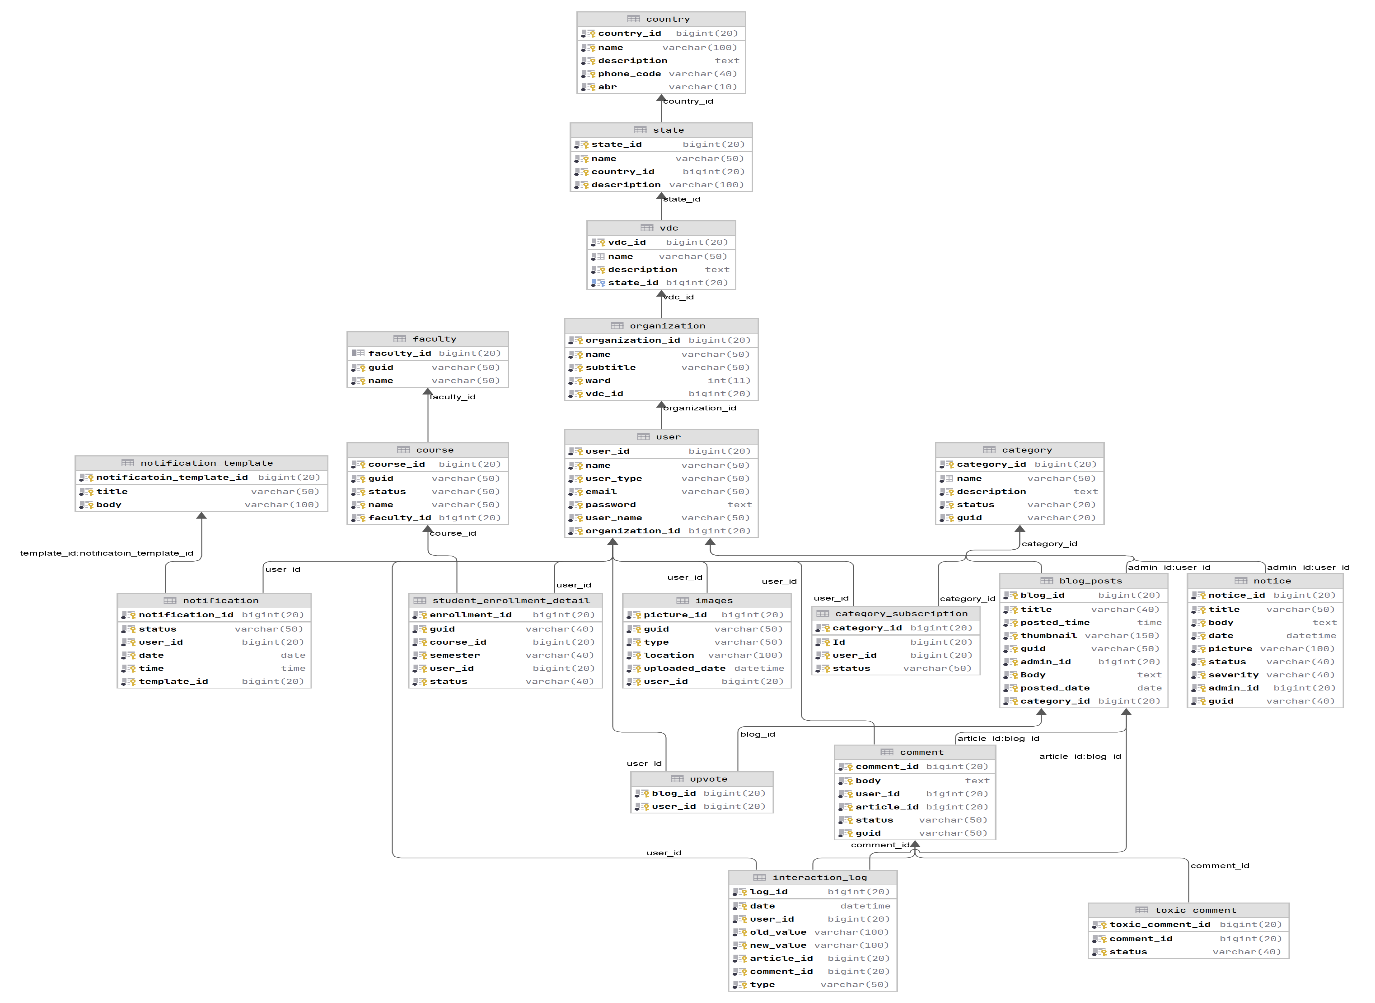 country
country_id bigint(20)
name varchar(100)
description text
phone_code varchar(40)
abr varchar(10)
country_id
state
state_id bigint(20)
name varchar(50)
country_id bigint(20)
description varchar(100)
state_id
vdc
vdc_id bigint(20)
name varchar(50)
description text
state_id bigint(20)
vdc_id
organization
organization_id bigint(20)
name varchar(50)
subtitle varchar(50)
ward int(11)
vdc_id bigint(20)
organization_id
faculty
faculty_id bigint(20)
guid varchar(50)
name varchar(50)
faculty_id
user
user_id bigint(20)
name varchar(50)
user_type varchar(50)
email varchar(50)
password text
user_name varchar(50)
organization_id bigint(20)
course
course_id bigint(20)
guid varchar(50)
status varchar(50)
name varchar(50)
faculty_id bigint(20)
course_id
category
category_id bigint(20)
name varchar(50)
description text
status varchar(20)
guid varchar(20)
category_id
notification_template
notificatoin_template_id bigint(20)
title varchar(50)
body varchar(100)
template_id:notificatoin_template_id
user_id
user_id
user_id
user_id
user_id
category_id
admin_id:user_id
admin_id:user_id
notification
notification_id bigint(20)
status varchar(50)
user_id bigint(20)
date date
time time
template_id bigint(20)
student_enrollment_detail
enrollment_id bigint(20)
guid varchar(40)
course_id bigint(20)
semester varchar(40)
user_id bigint(20)
status varchar(40)
images
picture_id bigint(20)
guid varchar(50)
type varchar(50)
location varchar(100)
uploaded_date datetime
user_id bigint(20)
category_subscription
category_id bigint(20)
Id bigint(20)
user_id bigint(20)
status varchar(50)
blog_posts
blog_id bigint(20)
title varchar(40)
posted_time time
thumbnail varchar(150)
guid varchar(50)
admin_id bigint(20)
Body text
posted_date date
category_id bigint(20)
notice
notice_id bigint(20)
title varchar(50)
body text
date datetime
picture varchar(100)
status varchar(40)
severity varchar(40)
admin_id bigint(20)
guid varchar(40)
user_id
blog_id
article_id:blog_id
article_id:blog_id
upvote
blog_id bigint(20)
user_id bigint(20)
comment
comment_id bigint(20)
body text
user_id bigint(20)
article_id bigint(20)
status varchar(50)
guid varchar(50)
user_id
comment_id
comment_id
interaction_log
log_id bigint(20)
date datetime
user_id bigint(20)
old_value varchar(100)
new_value varchar(100)
article_id bigint(20)
comment_id bigint(20)
type varchar(50)
toxic_comment
toxic_comment_id bigint(20)
comment_id bigint(20)
status varchar(40)